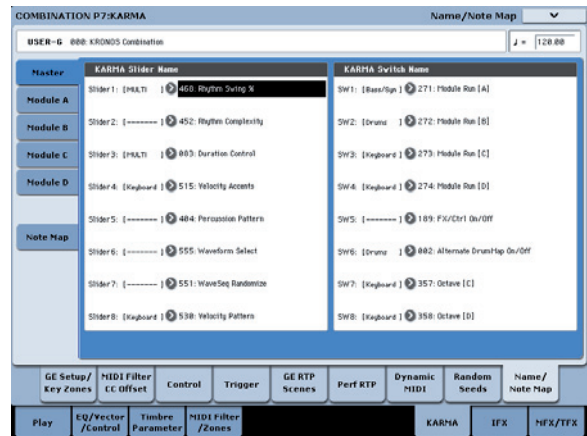 COMBINATION P7:KARMA Name/Note Map
USER-G 000: KRONOS Combination ♩= 120.00
Master
Module A
Module B
Module C
Module D
Note Map
KARMA Slider Name
Slider1: [MULTI ] 460: Rhythm Swing %
Slider2: [------- ] 452: Rhythm Complexity
Slider3: [MULTI ] 003: Duration Control
Slider4: [Keyboard ] 515: Velocity Accents
Slider5: [------- ] 404: Percussion Pattern
Slider6: [------- ] 555: Waveform Select
Slider7: [------- ] 551: WaveSeq Randomize
Slider8: [Keyboard ] 530: Velocity Pattern
KARMA Switch Name
SW1: [Bass/Syn ] 271: Module Run [A]
SW2: [Drums ] 272: Module Run [B]
SW3: [Keyboard ] 273: Module Run [C]
SW4: [Keyboard ] 274: Module Run [D]
SW5: [------- ] 189: FX/Ctrl On/Off
SW6: [Drums ] 002: Alternate DrumMap On/Off
SW7: [Keyboard ] 357: Octave [C]
SW8: [Keyboard ] 358: Octave [D]
GE Setup/
Key Zones
MIDI Filter
CC Offset
Control
Trigger
GE RTP
Scenes
Perf RTP
Dynamic
MIDI
Random
Seeds
Name/
Note Map
Play
EQ/Vector
/Control
Timbre
Parameter
MIDI Filter
/Zones
KARMA
IFX
MFX/TFX